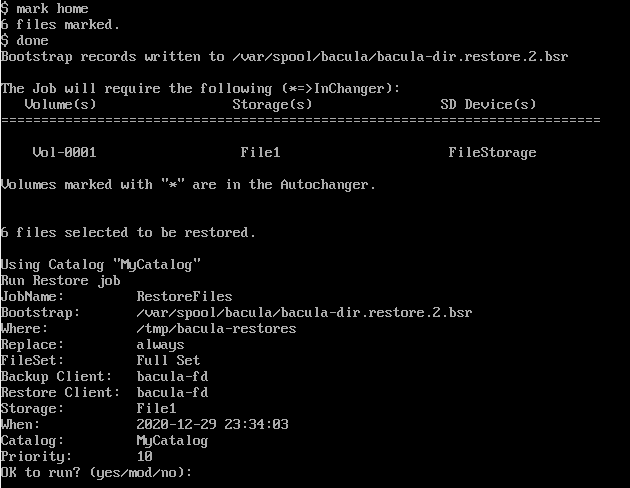 $ mark home
6 files marked.
$ done
Bootstrap records written to /var/spool/bacula/bacula-dir.restore.2.bsr
The Job will require the following (*=>InChanger):
Volume(s) Storage(s) SD Device(s)
===========================================================================
Vol-0001 File1 FileStorage
Volumes marked with "*" are in the Autochanger.
6 files selected to be restored.
Using Catalog "MyCatalog"
Run Restore job
JobName: RestoreFiles
Bootstrap: /var/spool/bacula/bacula-dir.restore.2.bsr
Where: /tmp/bacula-restores
Replace: always
FileSet: Full Set
Backup Client: bacula-fd
Restore Client: bacula-fd
Storage: File1
When: 2020-12-29 23:34:03
Catalog: MyCatalog
Priority: 10
OK to run? (yes/mod/no):